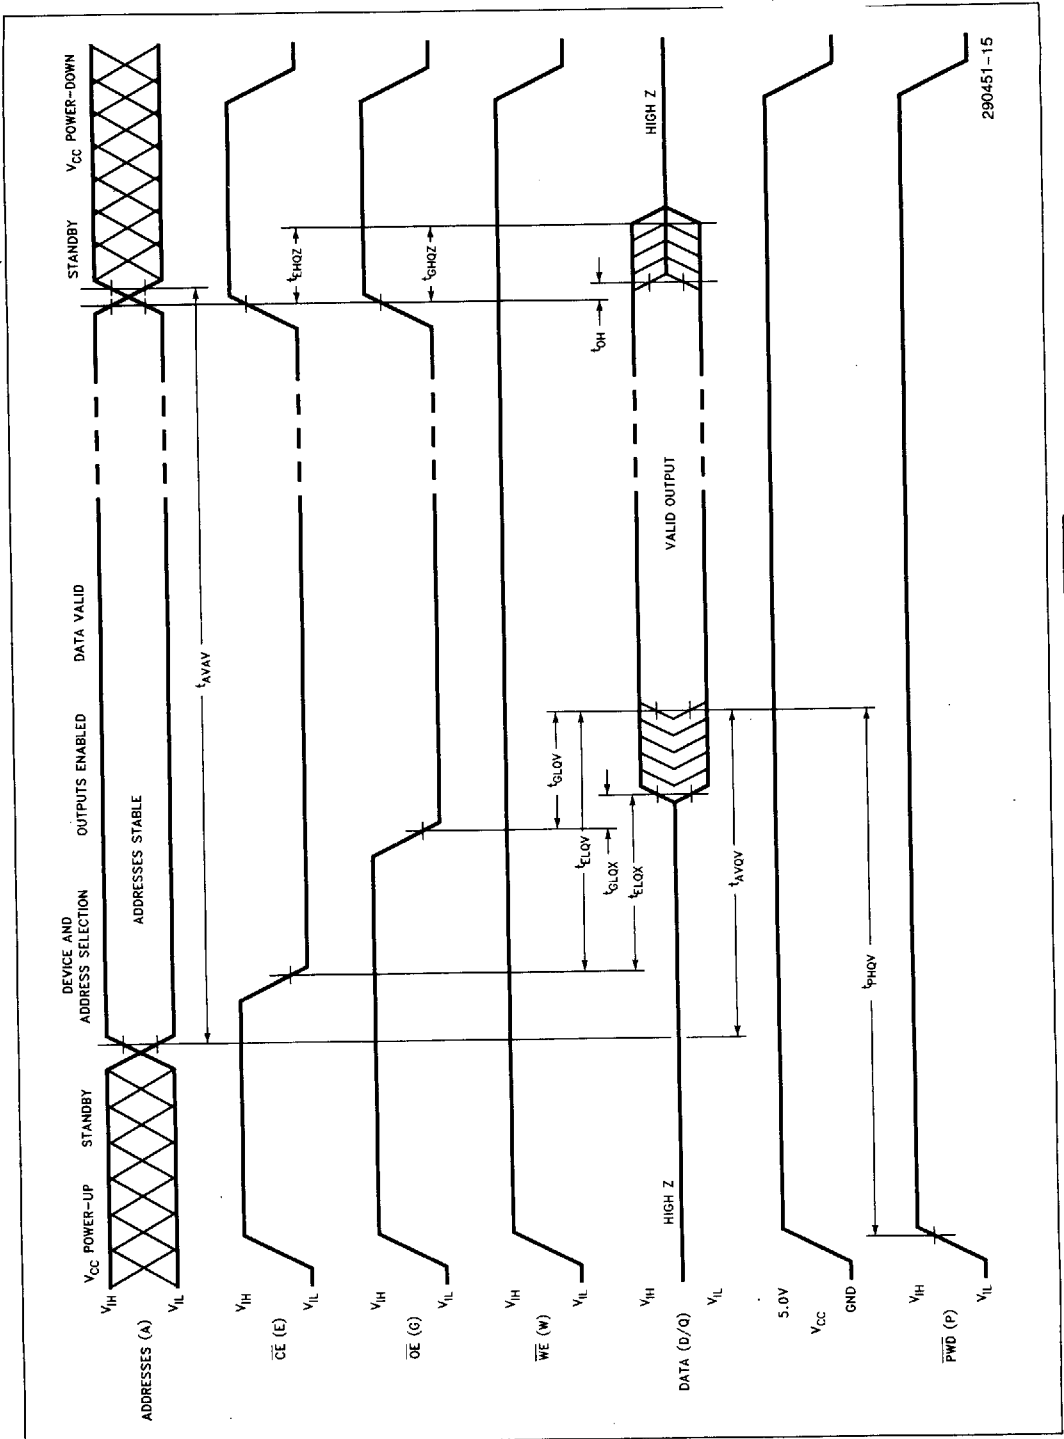 VCC POWER-UP
STANDBY
DEVICE AND
ADDRESS SELECTION
OUTPUTS ENABLED
DATA VALID
STANDBY
VCC POWER-DOWN
VIH
ADDRESSES (A)
ADDRESSES STABLE
VIL
tAVAV
VIH
CE (E)
VIL
tEHQZ
VIH
OE (G)
VIL
tGHQZ
VIH
WE (W)
VIL
tGLQV
tELQV
tGLQX
tELQX
tOH
VIH
DATA (D/Q)
VIL
HIGH Z
VALID OUTPUT
HIGH Z
tAVQV
5.0V
VCC
GND
tPHQV
VIH
PWD (P)
VIL
290451-15